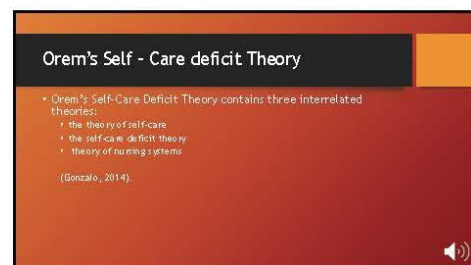 Orem's Self - Care deficit Theory
• Orem's Self-Care Deficit Theory contains three interrelated
theories:
• the theory of self-care
• the self-care deficit theory
• theory of nursing systems
(Gonzalo, 2014).